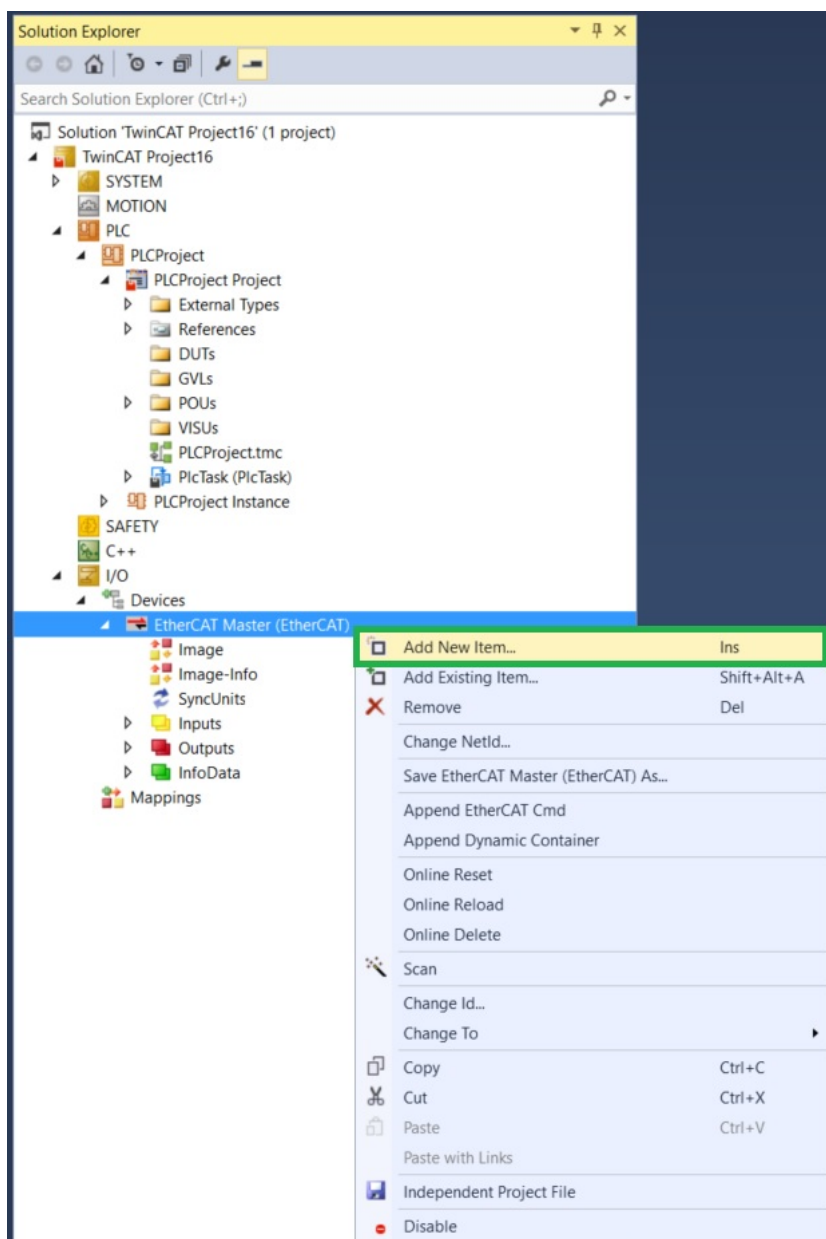 Solution Explorer
Search Solution Explorer (Ctrl+;)
Solution 'TwinCAT Project16' (1 project)
TwinCAT Project16
SYSTEM
MOTION
PLC
PLCProject
PLCProject Project
External Types
References
DUTs
GVLs
POUs
VISUs
PLCProject.tmc
PlcTask (PlcTask)
PLCProject Instance
SAFETY
C++
I/O
Devices
EtherCAT Master (EtherCAT)
Image
Image-Info
SyncUnits
Inputs
Outputs
InfoData
Mappings
Add New Item... Ins
Add Existing Item... Shift+Alt+A
Remove Del
Change NetId...
Save EtherCAT Master (EtherCAT) As...
Append EtherCAT Cmd
Append Dynamic Container
Online Reset
Online Reload
Online Delete
Scan
Change Id...
Change To
Copy Ctrl+C
Cut Ctrl+X
Paste Ctrl+V
Paste with Links
Independent Project File
Disable